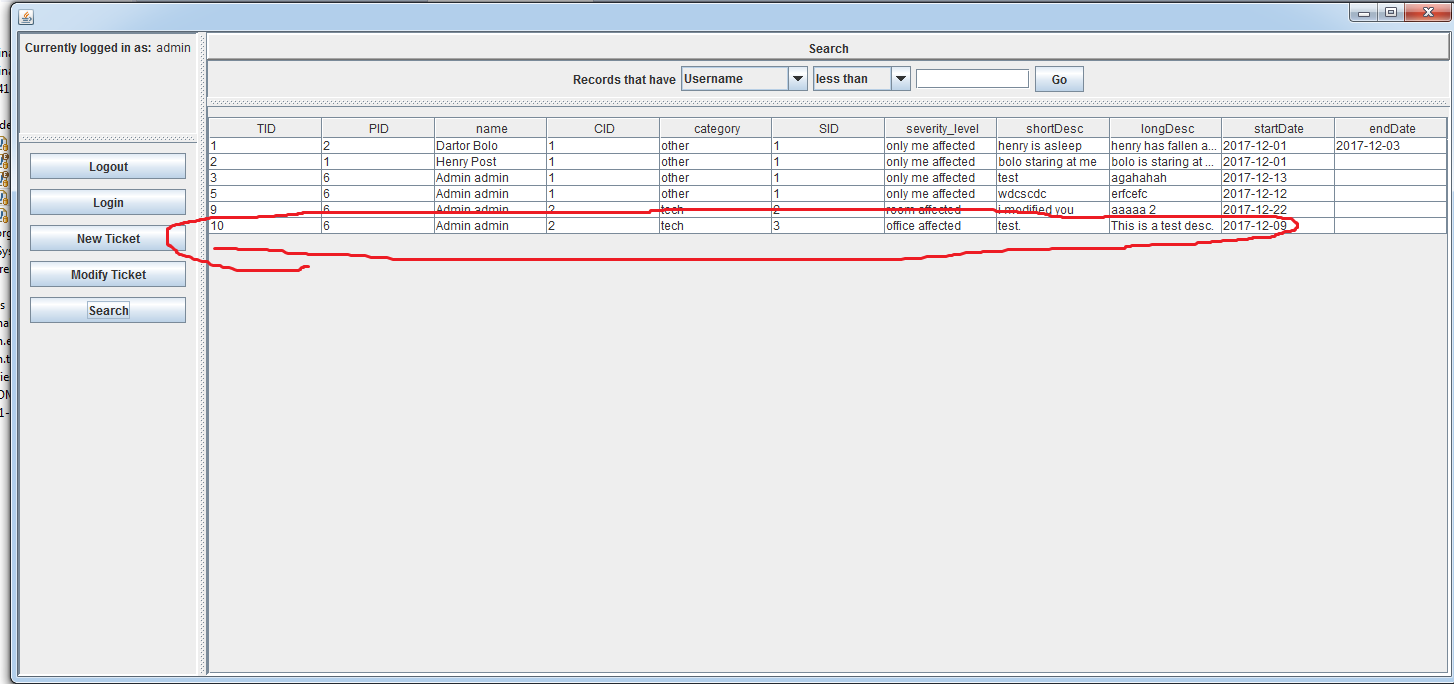 Currently logged in as: admin
Search
Records that have Username less than Go
TID PID name CID category SID severity_level shortDesc longDesc startDate endDate
1 2 Dartor Bolo 1 other 1 only me affected henry is asleep henry has fallen a... 2017-12-01 2017-12-03
2 1 Henry Post 1 other 1 only me affected bolo staring at me bolo is staring at ... 2017-12-01
3 6 Admin admin 1 other 1 only me affected test agahahah 2017-12-13
5 6 Admin admin 1 other 1 only me affected wdcscdc erfcefc 2017-12-12
9 6 Admin admin 2 tech 2 room affected i modified you aaaaa 2 2017-12-22
10 6 Admin admin 2 tech 3 office affected test. This is a test desc. 2017-12-09
Logout
Login
New Ticket
Modify Ticket
Search